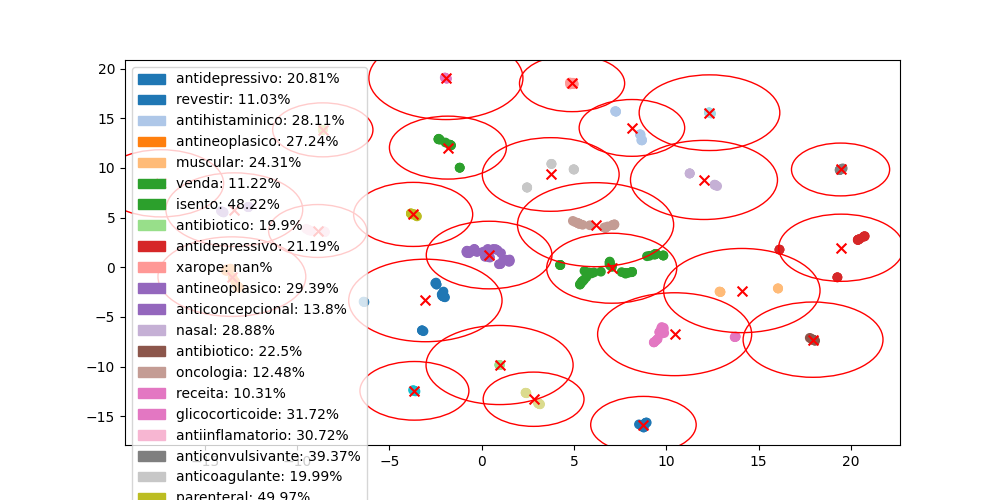 20
15
10
5
0
−5
−10
−15
−15
−10
−5
0
5
10
15
20
antidepressivo: 20.81%
revestir: 11.03%
antihistaminico: 28.11%
antineoplasico: 27.24%
muscular: 24.31%
venda: 11.22%
isento: 48.22%
antibiotico: 19.9%
andepressivo: 21.19%
xarope: nan%
antineoplasico: 29.39%
anticoncepcional: 13.8%
nasal: 28.88%
antibiotico: 22.5%
oncologia: 12.48%
receita: 10.31%
glicocorticoide: 31.72%
antiinflamatorio: 30.72%
anticonvulsivante: 39.37%
anticoagulante: 19.99%
parenteral: 49.97%